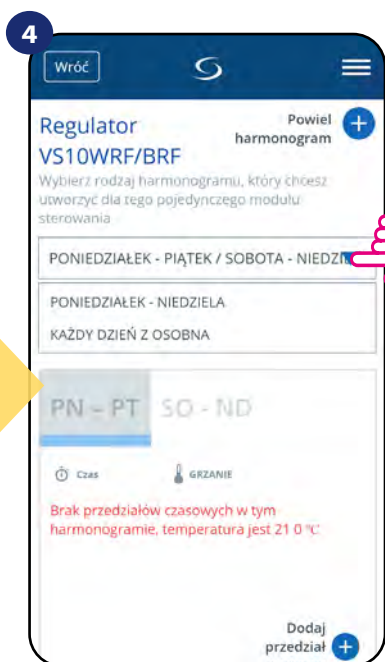 4
Wróć
Powiel
harmonogram
Regulator
VS10WRF/BRF
Wybierz rodzaj harmonogramu, który chcesz
utworzyć dla tego pojedynczego modułu
sterowania
PONIEDZIAŁEK - PIĄTEK / SOBOTA - NIEDZI
PONIEDZIAŁEK - NIEDZIELA
KAŻDY DZIEŃ Z OSOBNA
PN – PT SO - ND
Czas GRZANIE
Brak przedziałów czasowych w tym
harmonogramie, temperatura jest 21 0 °C
Dodaj
przedział